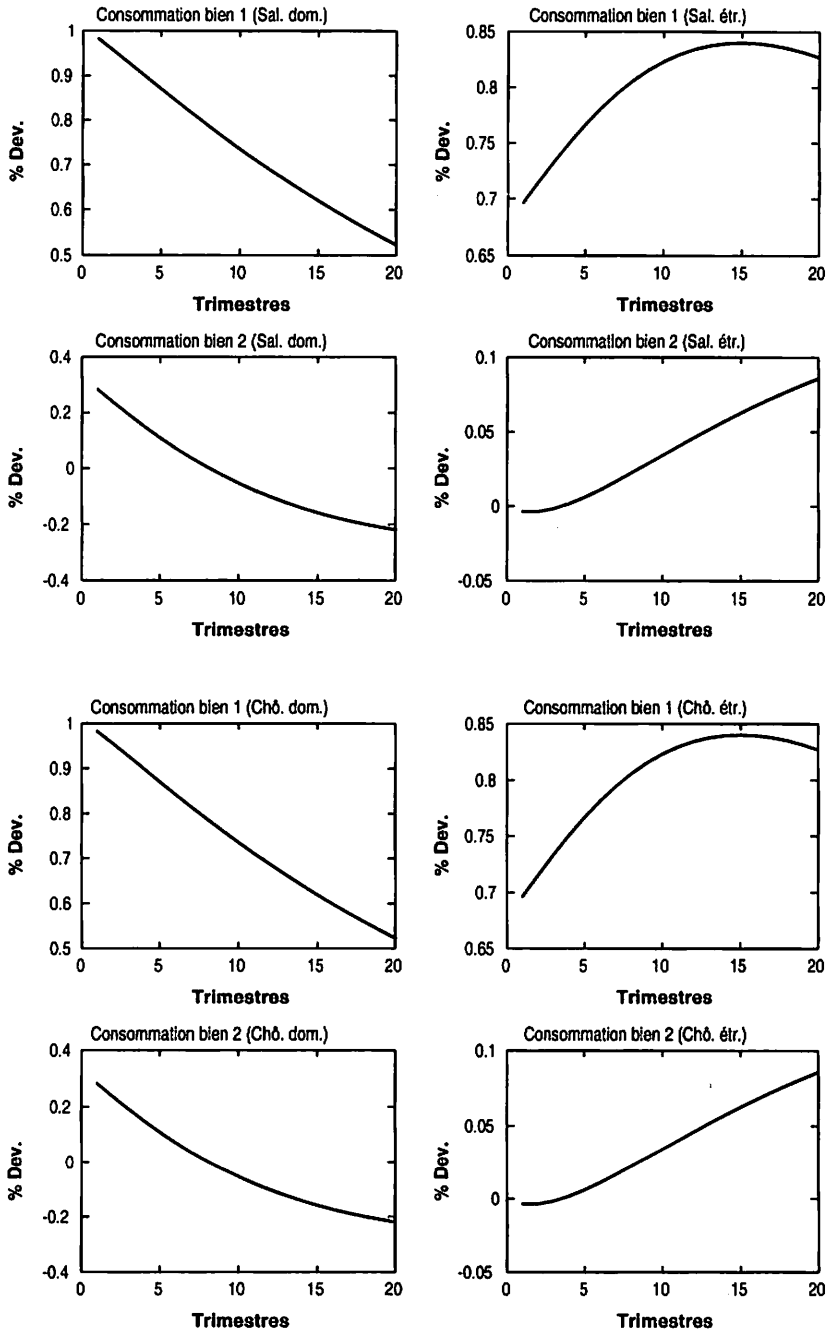 Consommation bien 1 (Sal. dom.)
1
0.9
0.8
0.7
0.6
0.5
% Dev.
0 5 10 15 20
Trimestres
Consommation bien 1 (Sal. étr.)
0.85
0.8
0.75
0.7
0.65
% Dev.
0 5 10 15 20
Trimestres
Consommation bien 2 (Sal. dom.)
0.4
0.2
0
-0.2
-0.4
% Dev.
0 5 10 15 20
Trimestres
Consommation bien 2 (Sal. étr.)
0.1
0.05
0
-0.05
% Dev.
0 5 10 15 20
Trimestres
Consommation bien 1 (Chô. dom.)
1
0.9
0.8
0.7
0.6
0.5
% Dev.
0 5 10 15 20
Trimestres
Consommation bien 1 (Chô. étr.)
0.85
0.8
0.75
0.7
0.65
% Dev.
0 5 10 15 20
Trimestres
Consommation bien 2 (Chô. dom.)
0.4
0.2
0
-0.2
-0.4
% Dev.
0 5 10 15 20
Trimestres
Consommation bien 2 (Chô. étr.)
0.1
0.05
0
-0.05
% Dev.
0 5 10 15 20
Trimestres